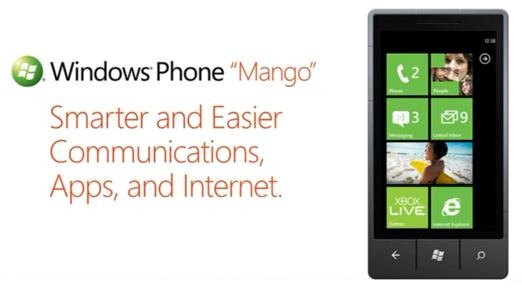 Windows® Phone “Mango”
Smarter and Easier
Communications,
Apps, and Internet.
12:38
2
Phone
People
3
Messaging
9
Linked Inbox
XBOX
LIVE
Games
Internet Explorer